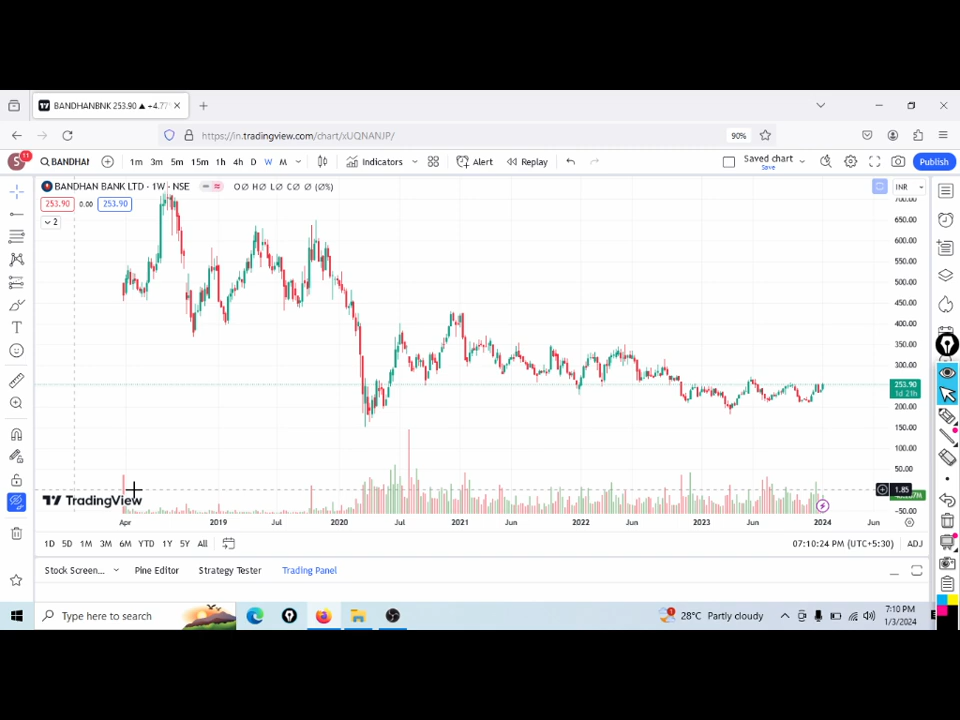 BANDHANBNK 253.90 ▲ +4.77
https://in.tradingview.com/chart/xUQNANJP/
90%
11
BANDHAN
1m 3m 5m 15m 1h 4h D W M
Indicators
Alert
Replay
Saved chart
Save
Publish
BANDHAN BANK LTD · 1W · NSE
O∅ H∅ L∅ C∅ ∅ (∅%)
INR
253.90 0.00 253.90
2
700.00
650.00
600.00
550.00
500.00
450.00
400.00
350.00
300.00
253.90
1d 21h
200.00
150.00
100.00
50.00
1.85
-50.00
TradingView
Apr 2019 Jul 2020 Jul 2021 Jun 2022 Jun 2023 Jun 2024 Jun
1D 5D 1M 3M 6M YTD 1Y 5Y All
07:10:24 PM (UTC+5:30)
ADJ
Stock Screen...
Pine Editor
Strategy Tester
Trading Panel
Type here to search
28°C Partly cloudy
7:10 PM
1/3/2024